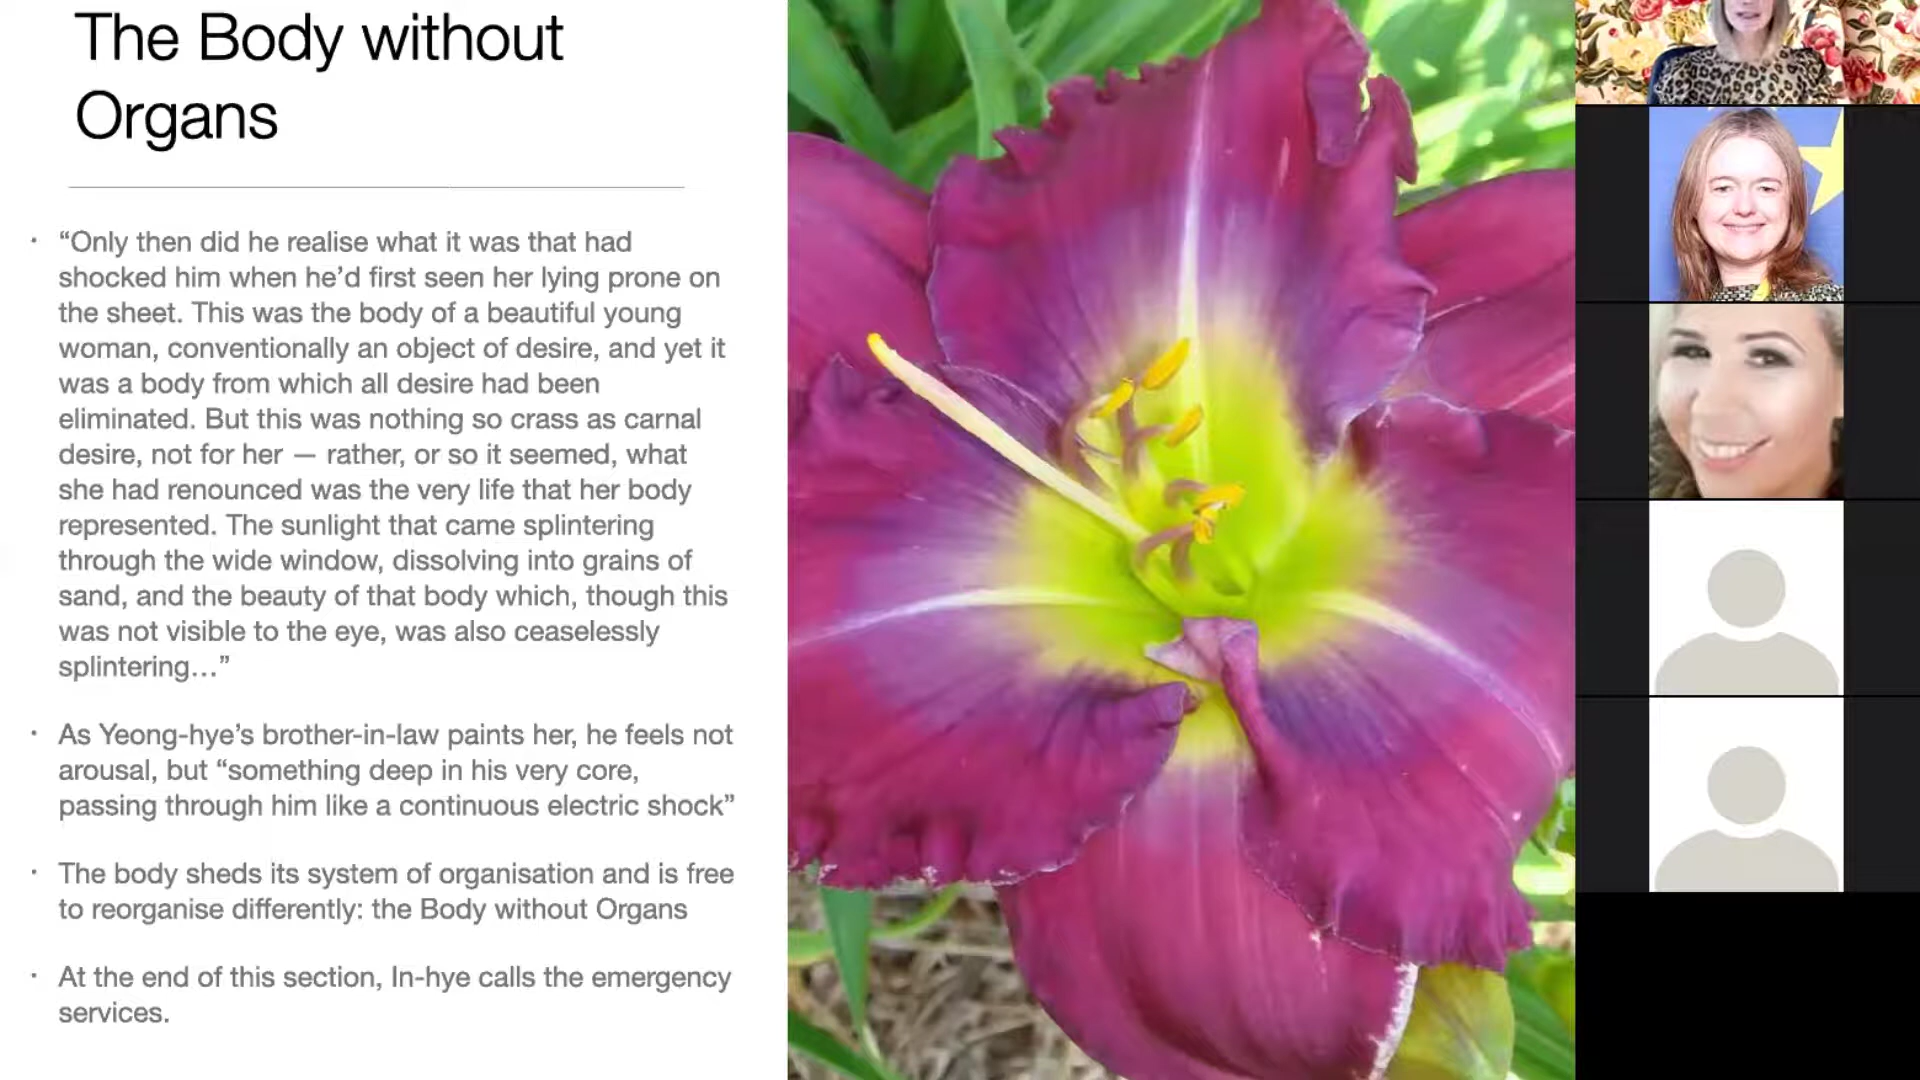 The Body without
Organs
· “Only then did he realise what it was that had
shocked him when he’d first seen her lying prone on
the sheet. This was the body of a beautiful young
woman, conventionally an object of desire, and yet it
was a body from which all desire had been
eliminated. But this was nothing so crass as carnal
desire, not for her — rather, or so it seemed, what
she had renounced was the very life that her body
represented. The sunlight that came splintering
through the wide window, dissolving into grains of
sand, and the beauty of that body which, though this
was not visible to the eye, was also ceaselessly
splintering…”
· As Yeong-hye’s brother-in-law paints her, he feels not
arousal, but “something deep in his very core,
passing through him like a continuous electric shock”
· The body sheds its system of organisation and is free
to reorganise differently: the Body without Organs
· At the end of this section, In-hye calls the emergency
services.